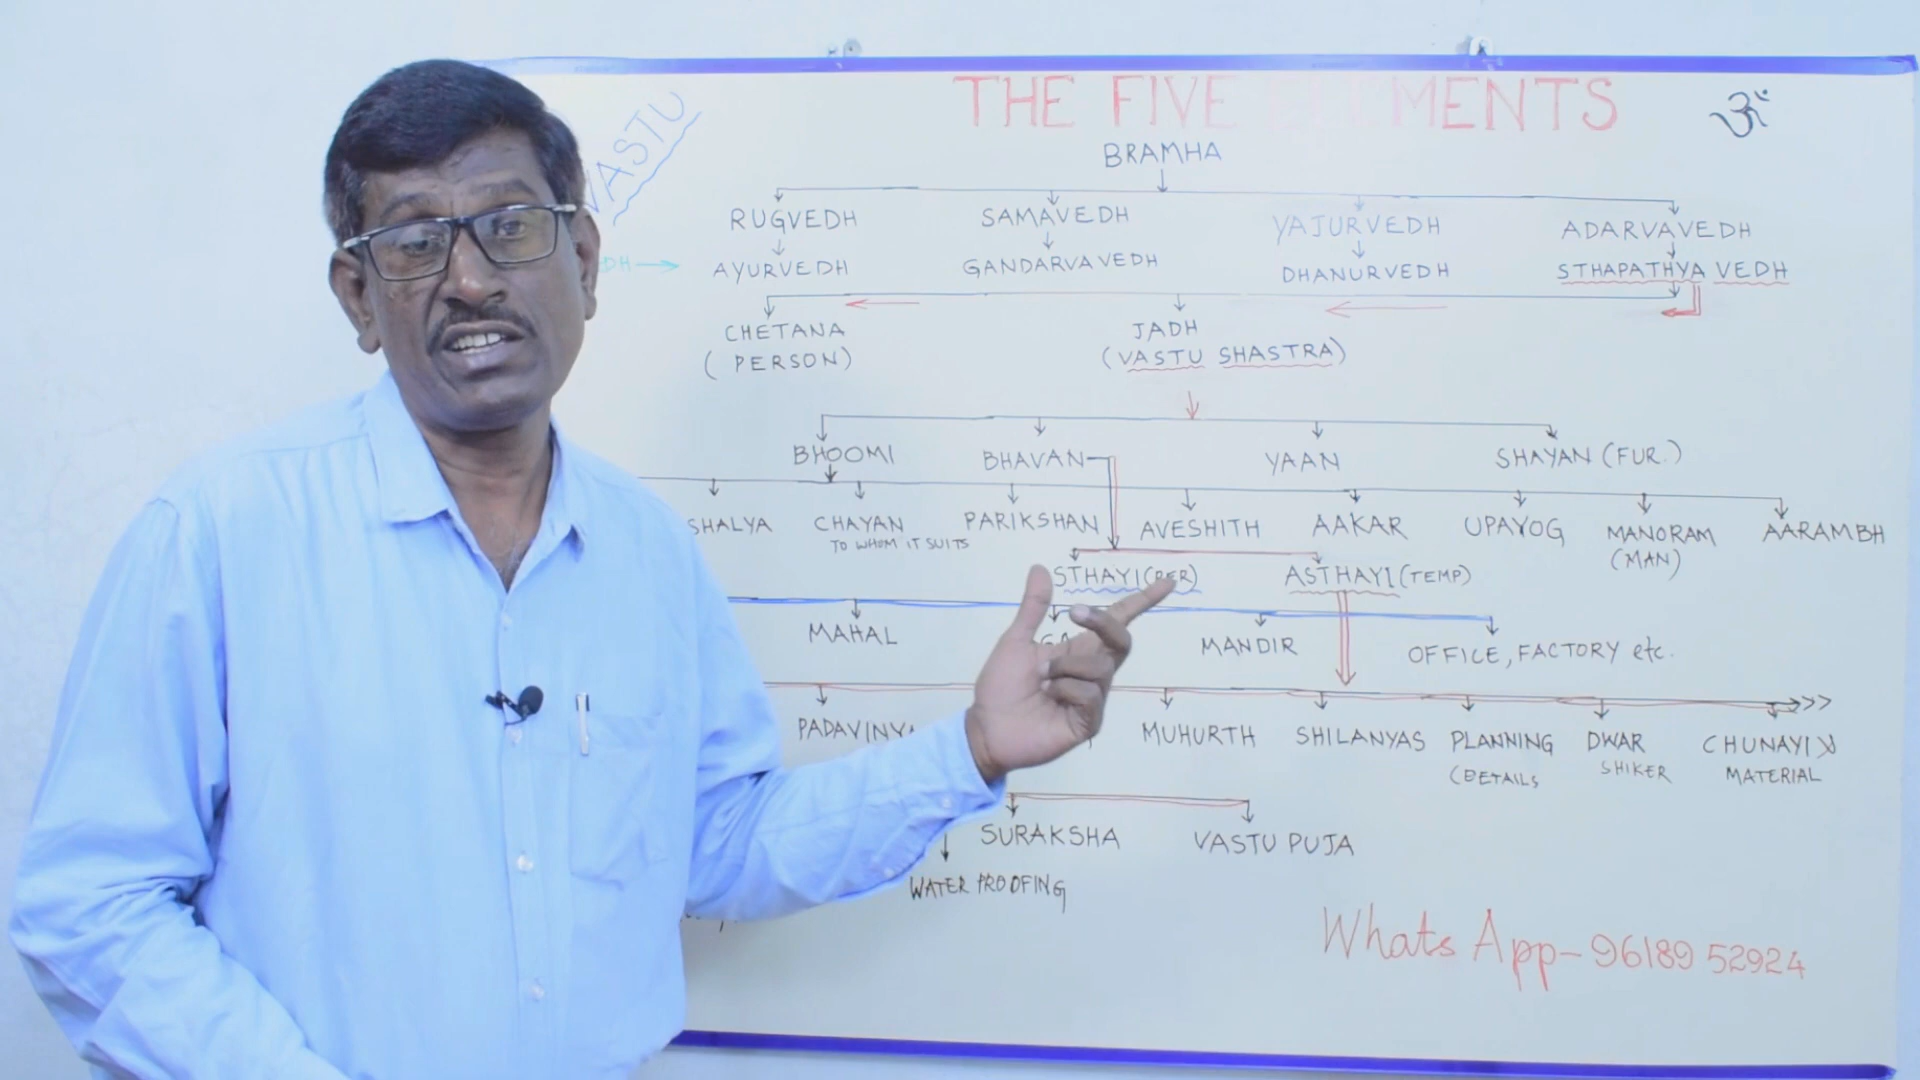 THE FIVE ELEMENTS
ॐ
VASTU
BRAMHA
RUGVEDH SAMAVEDH YAJURVEDH ADARVAVEDH
DH AYURVEDH GANDARVAVEDH DHANURVEDH STHAPATHYA VEDH
CHETANA JADH
(PERSON) (VASTU SHASTRA)
BHOOMI BHAVAN YAAN SHAYAN (FUR.)
SHALYA CHAYAN PARIKSHAN AVESHITH AAKAR UPAYOG MANORAM AARAMBH
TO WHOM IT SUITS (MAN)
STHAYI (PER) ASTHAYI (TEMP)
MAHAL MANDIR OFFICE, FACTORY etc.
PADAVINYA MUHURTH SHILANYAS PLANNING DWAR CHUNAYI
(DETAILS SHIKER MATERIAL
SURAKSHA VASTU PUJA
WATER PROOFING
Whats App- 96189 52924